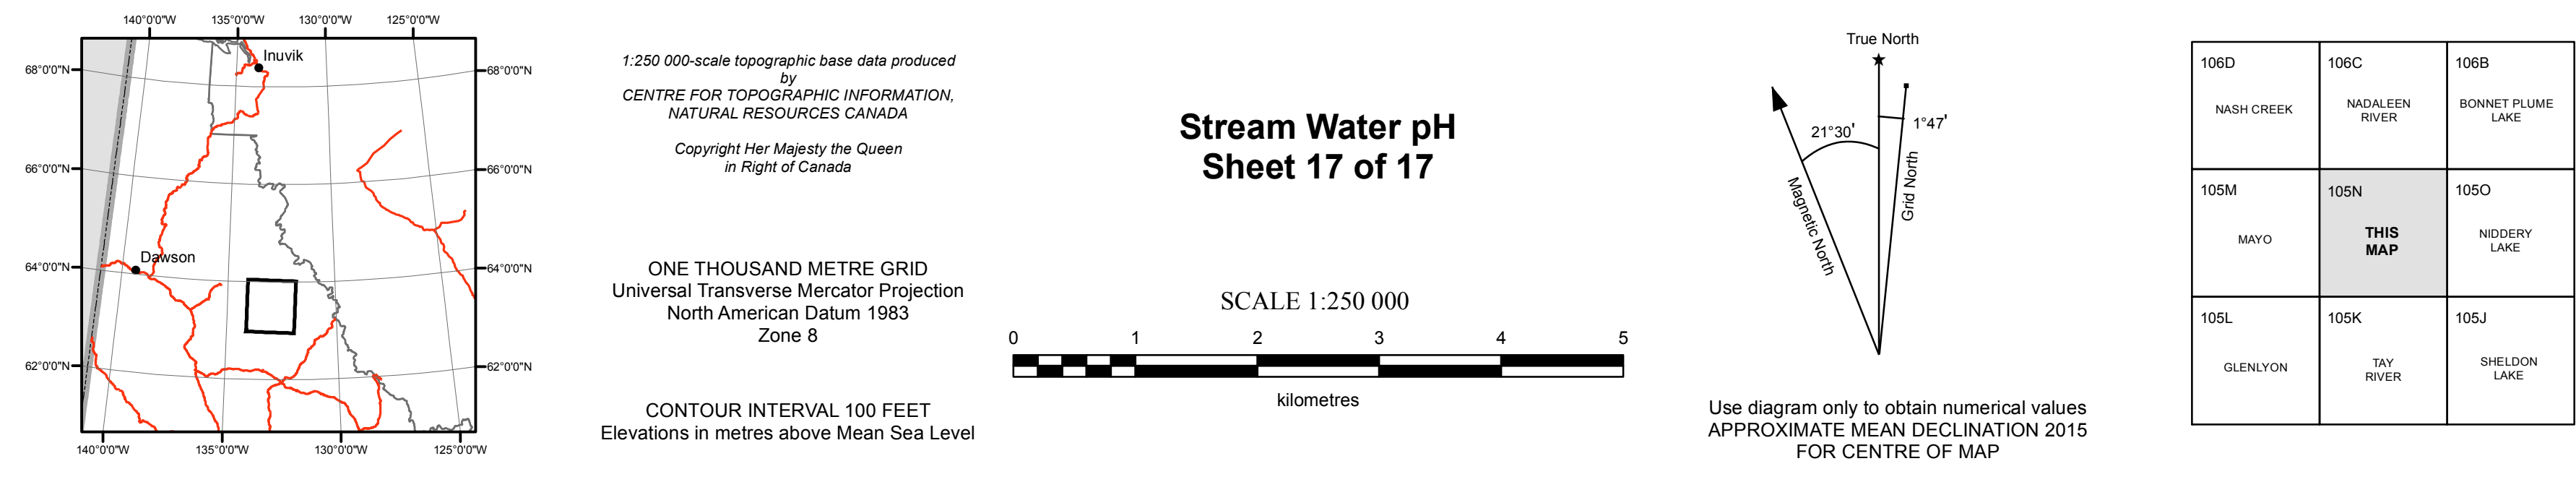 140°0'0"W 135°0'0"W 130°0'0"W 125°0'0"W
Inuvik
68°0'0"N 68°0'0"N
66°0'0"N 66°0'0"N
Dawson
64°0'0"N 64°0'0"N
62°0'0"N 62°0'0"N
140°0'0"W 135°0'0"W 130°0'0"W 125°0'0"W
1:250 000-scale topographic base data produced
by
CENTRE FOR TOPOGRAPHIC INFORMATION,
NATURAL RESOURCES CANADA
Copyright Her Majesty the Queen
in Right of Canada
ONE THOUSAND METRE GRID
Universal Transverse Mercator Projection
North American Datum 1983
Zone 8
CONTOUR INTERVAL 100 FEET
Elevations in metres above Mean Sea Level
Stream Water pH
Sheet 17 of 17
SCALE 1:250 000
0 1 2 3 4 5
kilometres
True North
21°30'
1°47'
Magnetic North
Grid North
Use diagram only to obtain numerical values
APPROXIMATE MEAN DECLINATION 2015
FOR CENTRE OF MAP
106D
NASH CREEK
106C
NADALEEN
RIVER
106B
BONNET PLUME
LAKE
105M
MAYO
105N
THIS
MAP
105O
NIDDERY
LAKE
105L
GLENLYON
105K
TAY
RIVER
105J
SHELDON
LAKE